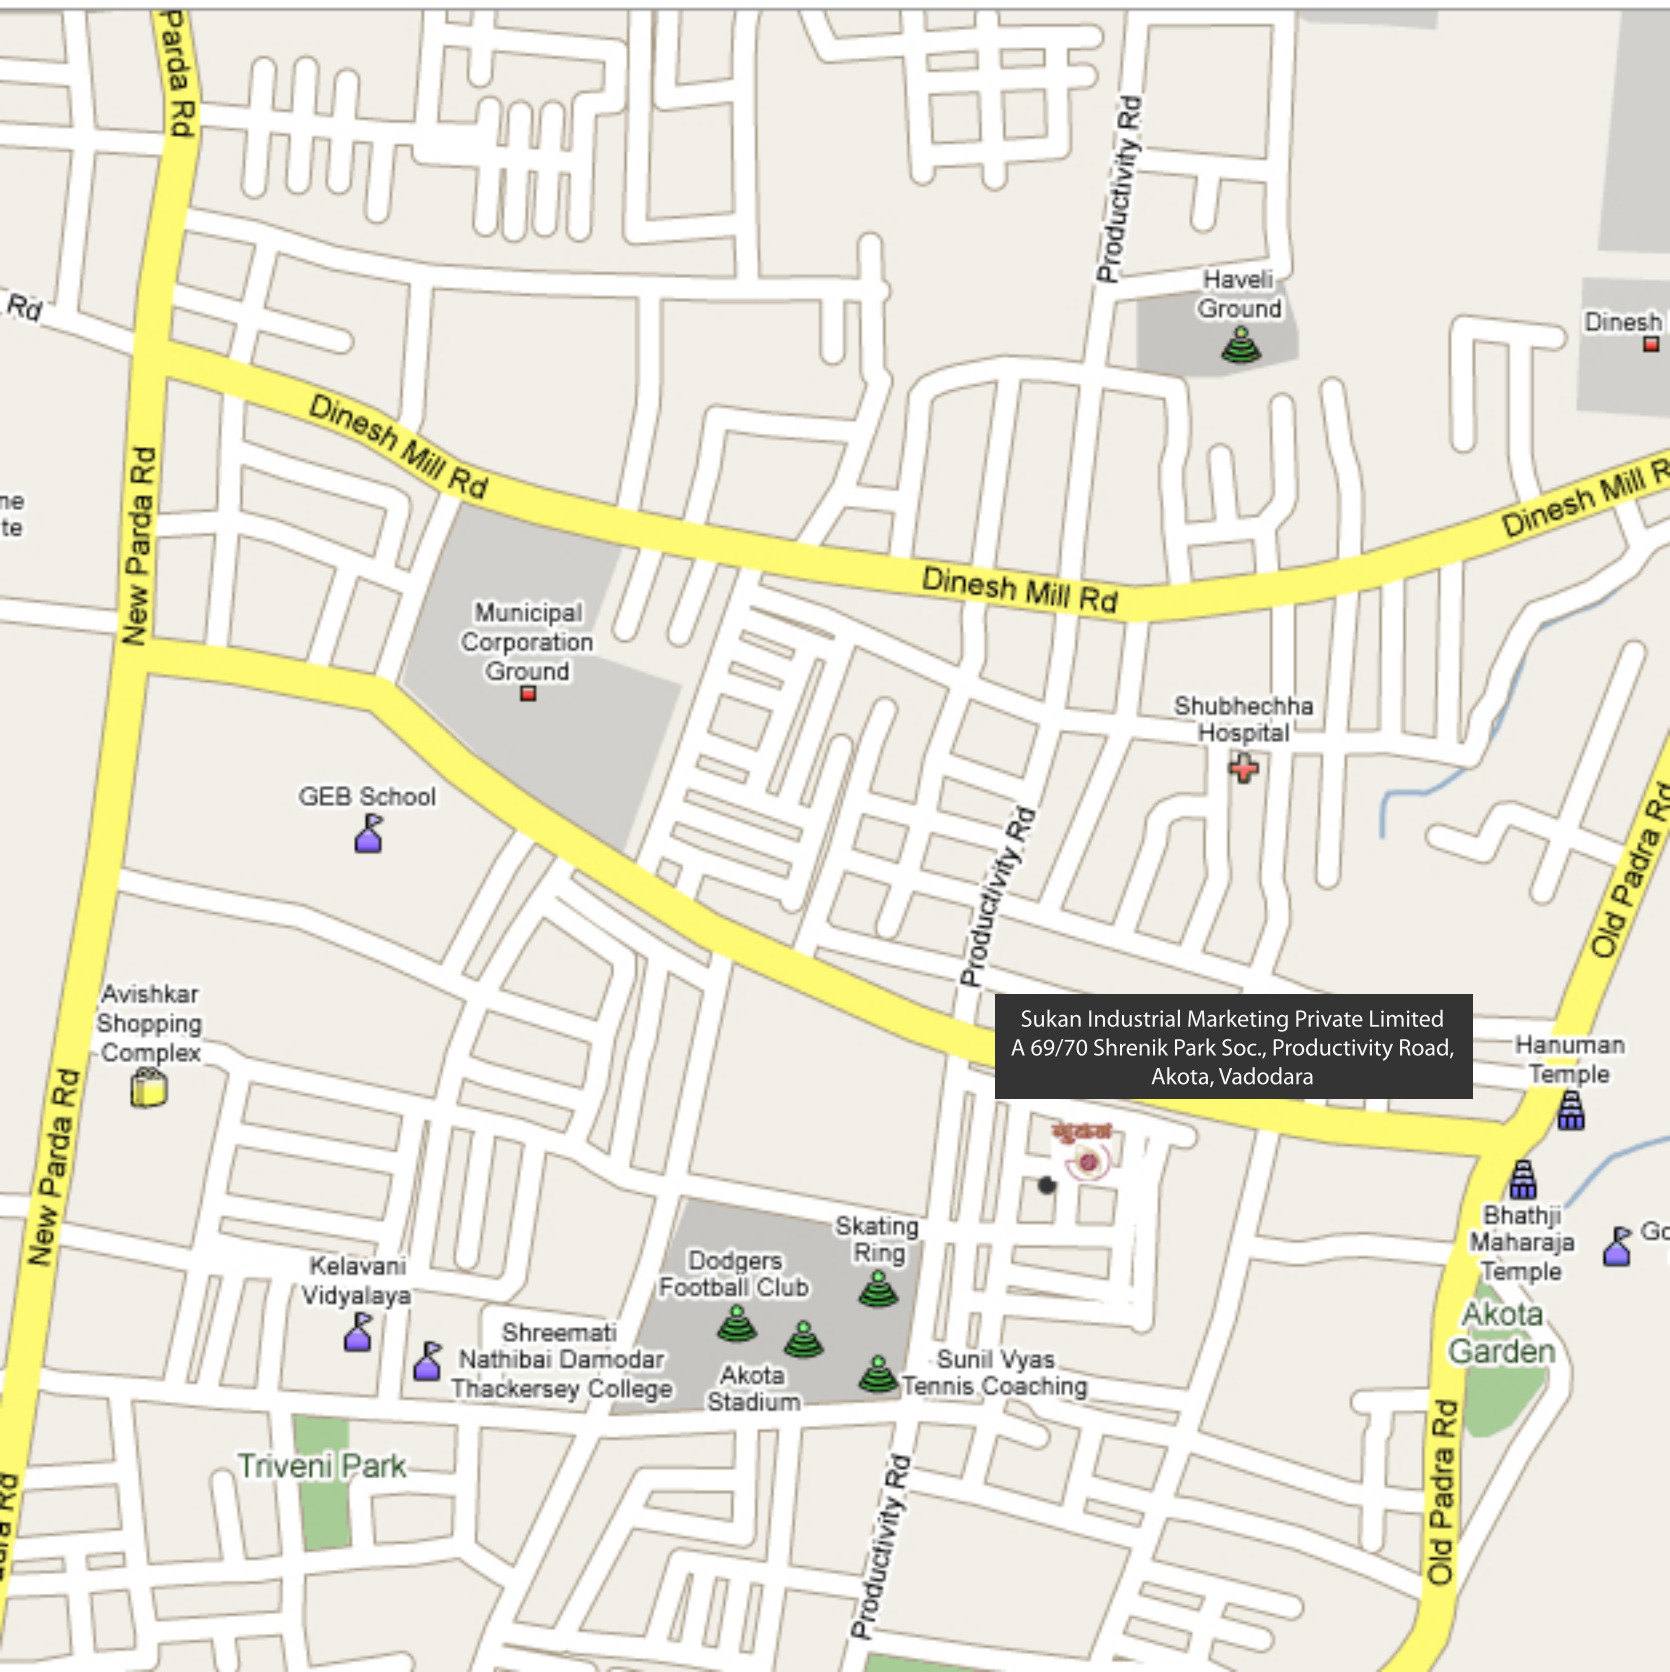 Parda Rd
Productivity Rd
Haveli
Ground
Rd
Dinesh
Dinesh Mill Rd
New Parda Rd
Dinesh Mill R
ne
te
Dinesh Mill Rd
Municipal
Corporation
Ground
Shubhechha
Hospital
GEB School
Productivity Rd
Old Padra Rd
Avishkar
Shopping
Complex
Sukan Industrial Marketing Private Limited
A 69/70 Shrenik Park Soc., Productivity Road,
Akota, Vadodara
Hanuman
Temple
New Parda Rd
Bhathji
Maharaja
Temple
Go
Skating
Ring
Dodgers
Football Club
Kelavani
Vidyalaya
Akota
Garden
Shreemati
Nathibai Damodar
Thackersey College
Akota
Stadium
Sunil Vyas
Tennis Coaching
Triveni Park
Productivity Rd
Old Padra Rd